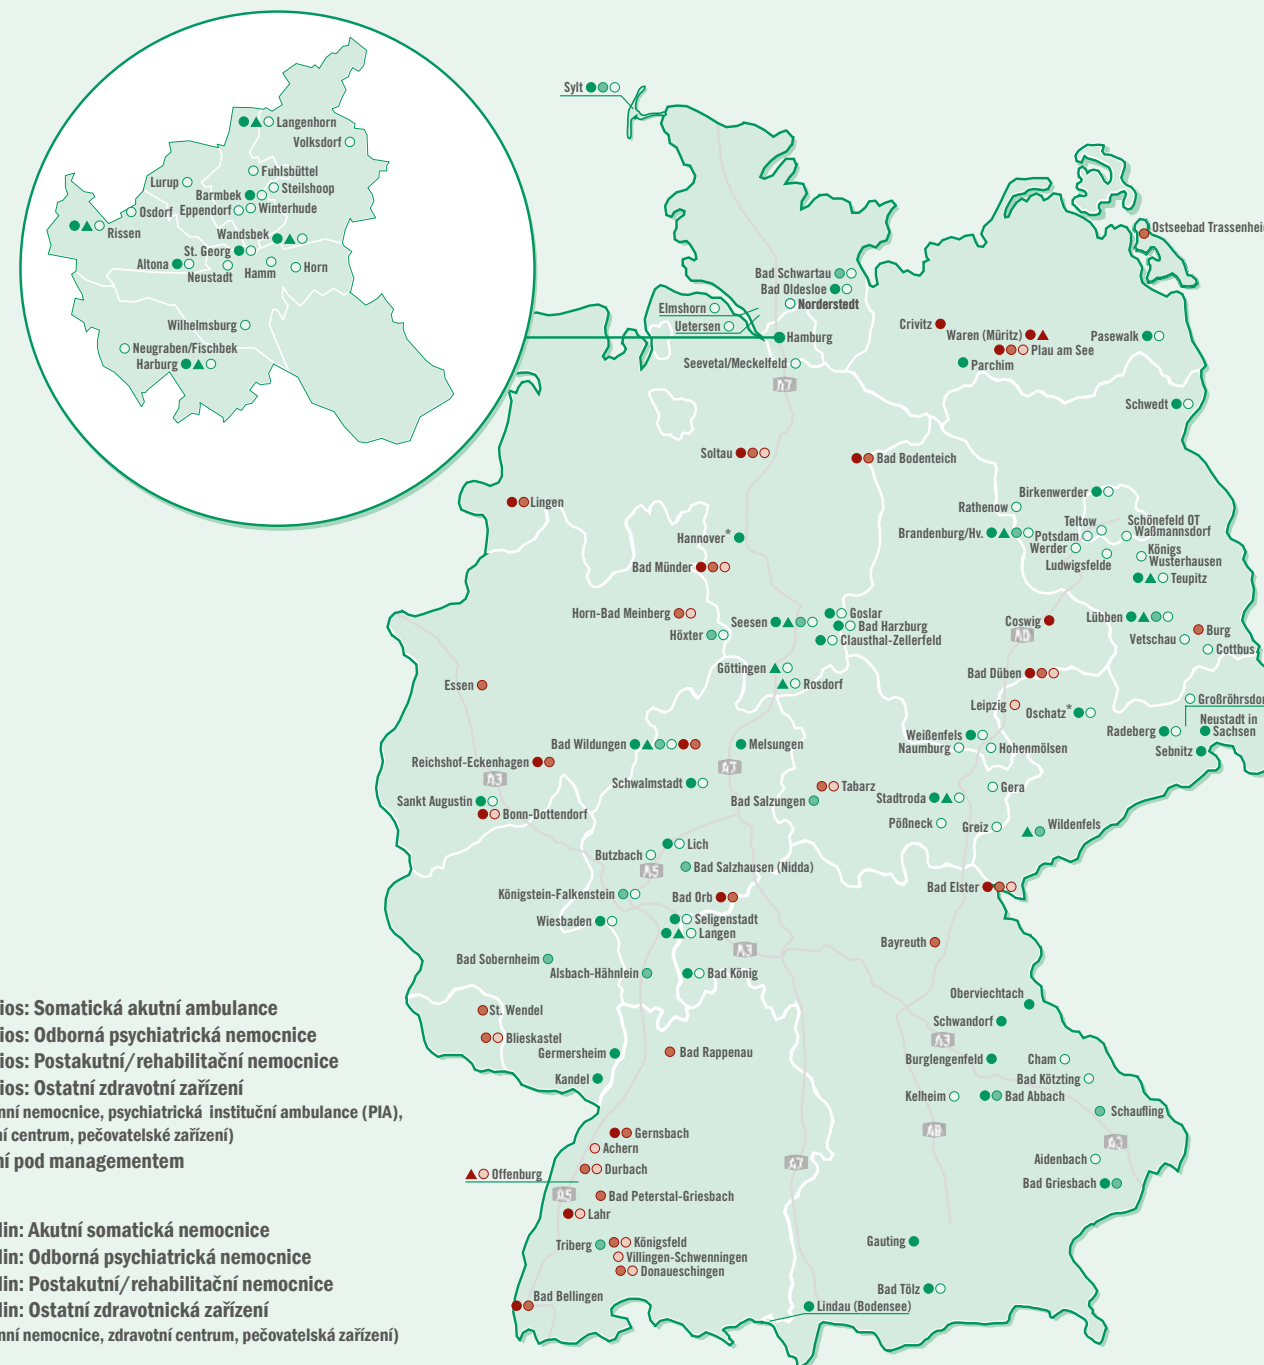 Sylt
Langenhorn
Volksdorf
Fuhlsbüttel
Lurup
Steilshoop
Barmbek
Osdorf
Eppendorf
Winterhude
Rissen
Wandsbek
St. Georg
Altona
Neustadt
Hamm
Horn
Wilhelmsburg
Neugraben/Fischbek
Harburg
Ostseebad Trassenhei
Bad Schwartau
Bad Oldesloe
Norderstedt
Elmshorn
Uetersen
Hamburg
Seevetal/Meckelfeld
A7
Crivitz
Waren (Müritz)
Plau am See
Parchim
Pasewalk
Schwedt
Soltau
Bad Bodenteich
Lingen
Hannover*
Bad Münder
Birkenwerder
Rathenow
Brandenburg/Hv.
Teltow
Potsdam
Schönefeld OT
Waßmannsdorf
Werder
Ludwigsfelde
Königs
Wusterhausen
Teupitz
Horn-Bad Meinberg
Höxter
Seesen
Goslar
Bad Harzburg
Clausthal-Zellerfeld
Coswig
Lübben
Burg
Vetschau
Cottbus
Göttingen
Rosdorf
Essen
Bad Düben
Leipzig
Oschatz*
Großröhrsdor
Neustadt in
Sachsen
Radeberg
Sebnitz
Bad Wildungen
Melsungen
Weißenfels
Naumburg
Hohenmölsen
Reichshof-Eckenhagen
A3
A7
Schwalmstadt
Bad Salzungen
Tabarz
Gera
Stadtroda
Sankt Augustin
Bonn-Dottendorf
Pößneck
Greiz
Wildenfels
Lich
Butzbach
A5
Bad Salzhausen (Nidda)
Königstein-Falkenstein
Bad Orb
Bad Elster
Wiesbaden
Seligenstadt
Langen
A3
Bayreuth
Bad Sobernheim
Alsbach-Hähnlein
Bad König
Oberviechtach
St. Wendel
Schwandorf
Blieskastel
A3
Germersheim
Bad Rappenau
Burglengenfeld
Cham
Kandel
Bad Kötzting
Kelheim
Bad Abbach
Schaufling
Gernsbach
Achern
A3
Offenburg
Durbach
A7
Aidenbach
A5
Bad Peterstal-Griesbach
Bad Griesbach
Lahr
Triberg
Königsfeld
Villingen-Schwenningen
Donaueschingen
Gauting
Bad Bellingen
Bad Tölz
Lindau (Bodensee)
ios: Somatická akutní ambulance
ios: Odborná psychiatrická nemocnice
ios: Postakutní/rehabilitační nemocnice
ios: Ostatní zdravotní zařízení
nní nemocnice, psychiatrická instituční ambulance (PIA),
ní centrum, pečovatelské zařízení)
ní pod managementem
lin: Akutní somatická nemocnice
lin: Odborná psychiatrická nemocnice
lin: Postakutní/rehabilitační nemocnice
lin: Ostatní zdravotnická zařízení
nní nemocnice, zdravotní centrum, pečovatelská zařízení)